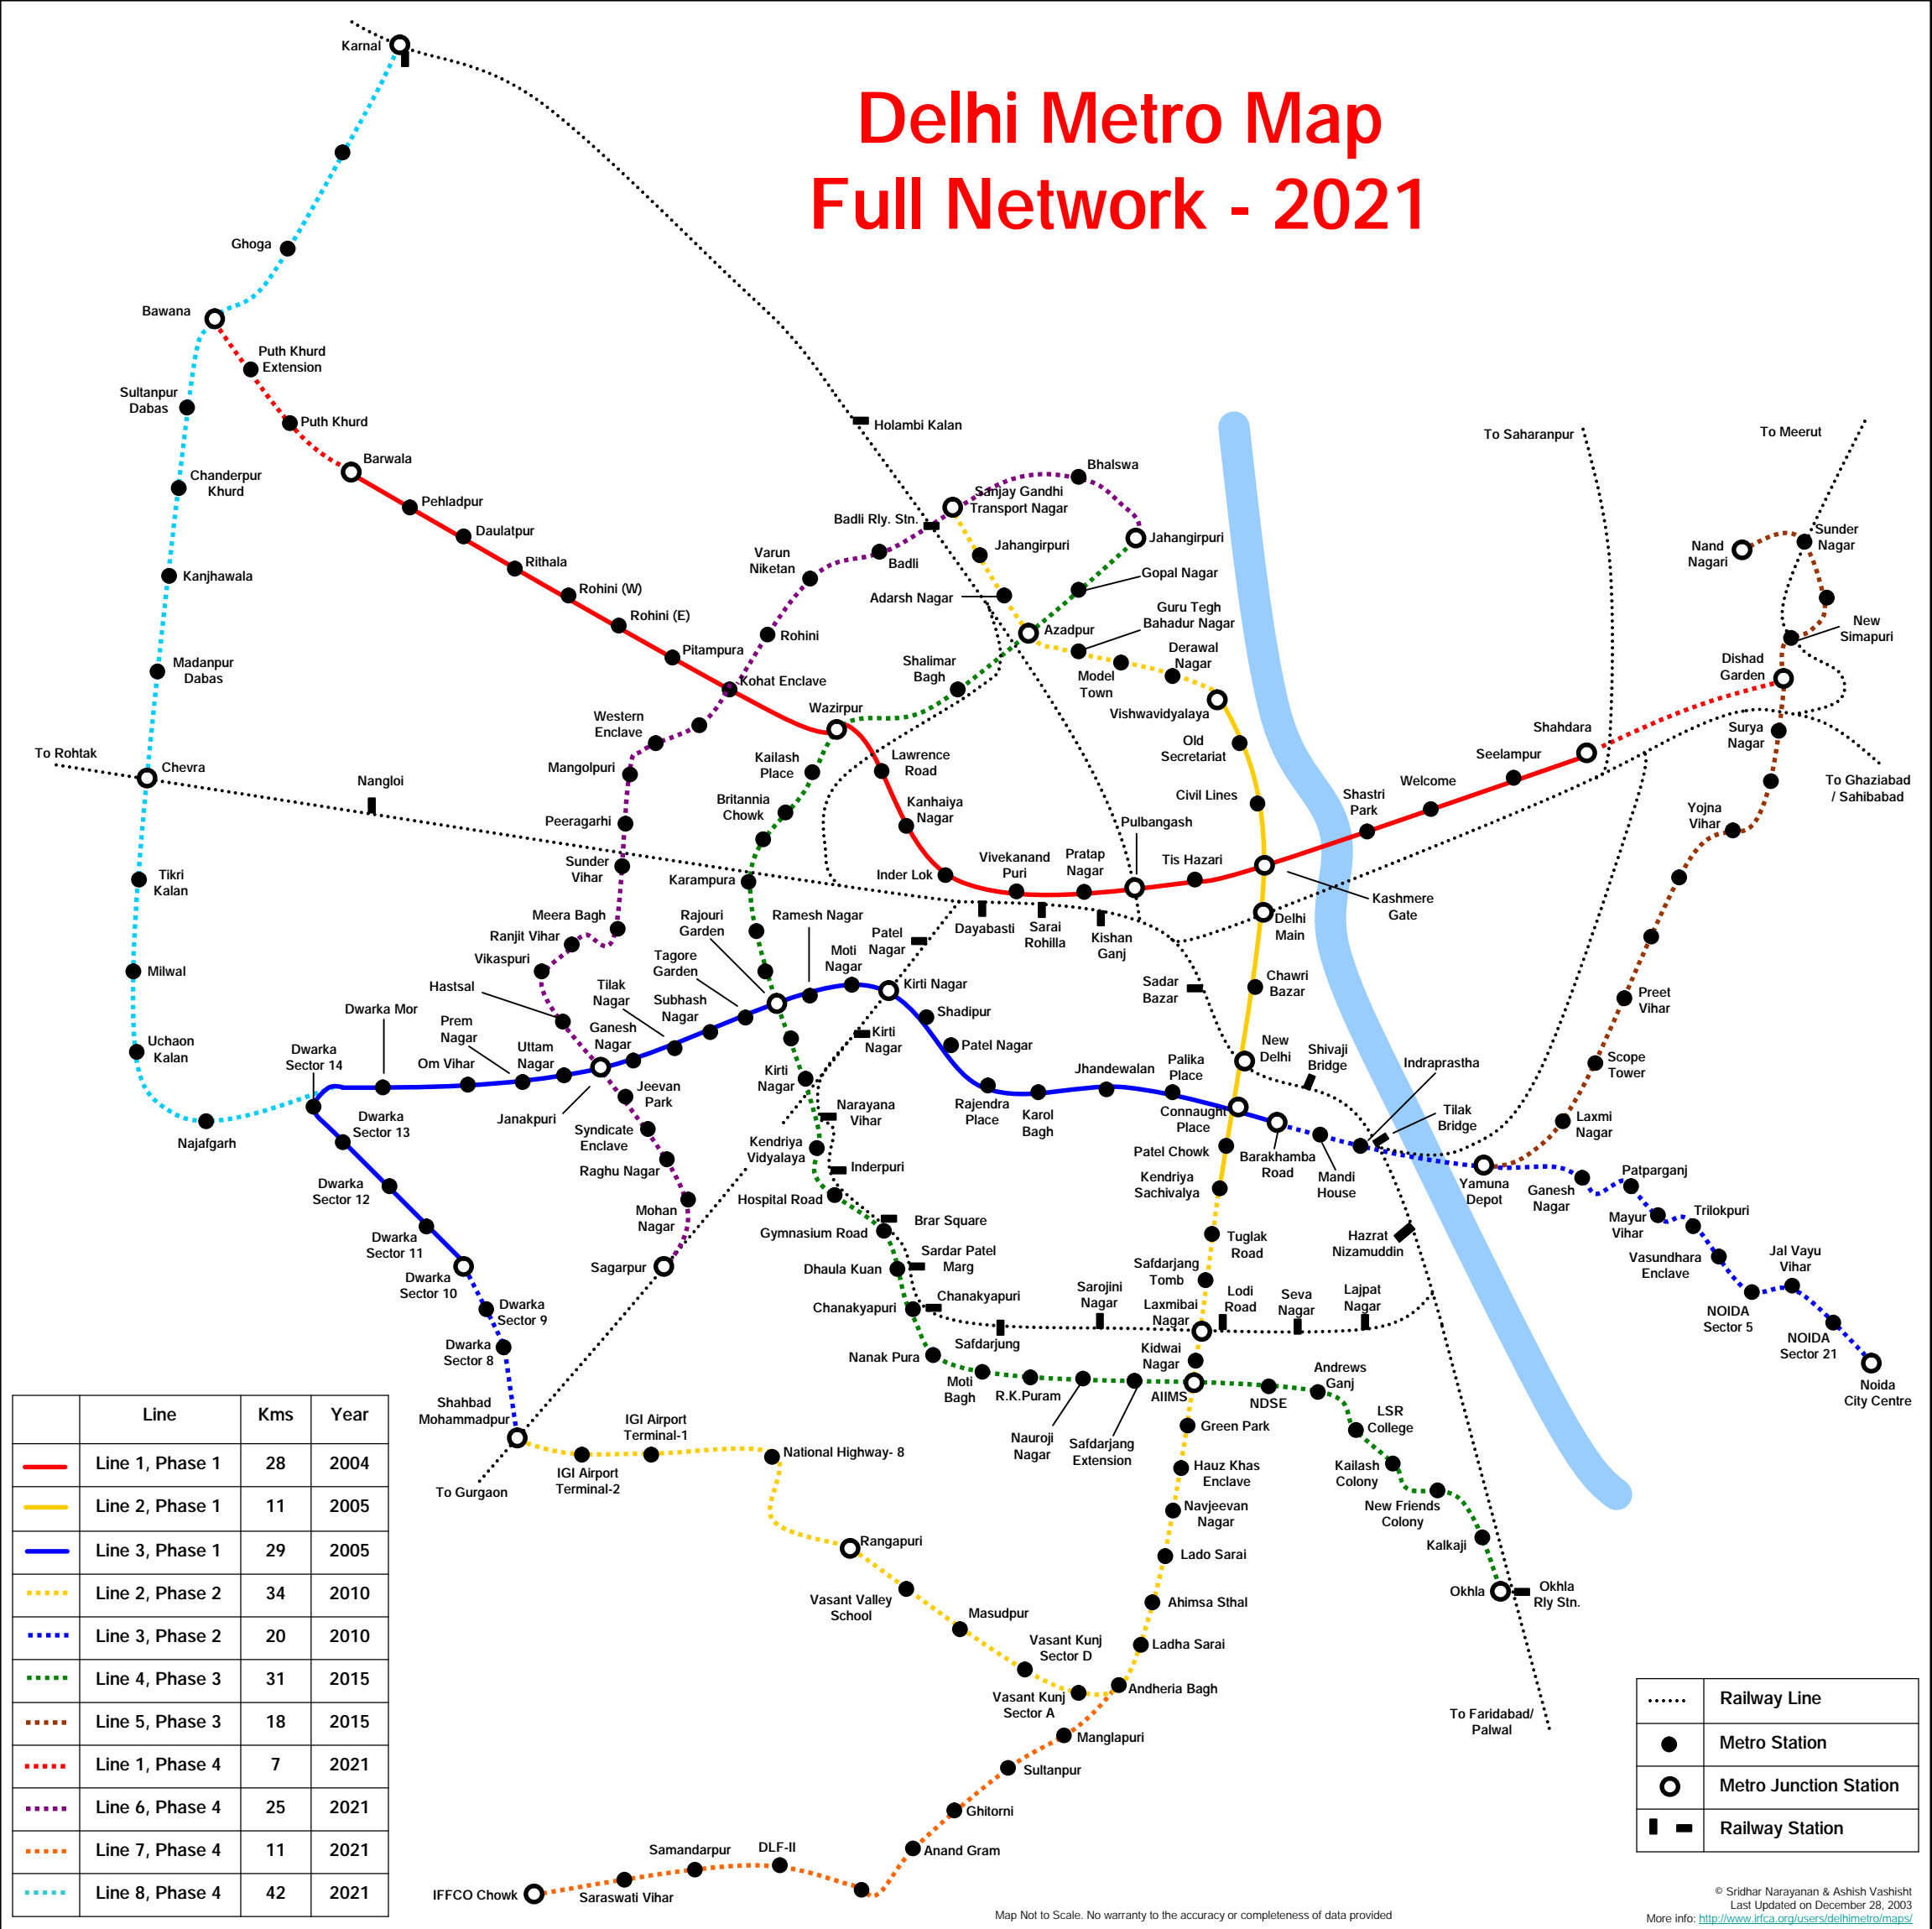 Delhi Metro Map
Full Network - 2021
Karnal
Ghoga
Bawana
Puth Khurd
Extension
Sultanpur
Dabas
Puth Khurd
Barwala
Chanderpur
Khurd
Pehladpur
Daulatpur
Kanjhawala
Rithala
Rohini (W)
Rohini (E)
Pitampura
Kohat Enclave
Madanpur
Dabas
Holambi Kalan
Bhalswa
Sanjay Gandhi
Transport Nagar
Badli Rly. Stn.
Jahangirpuri
Jahangirpuri
Varun
Niketan
Badli
Adarsh Nagar
Gopal Nagar
Guru Tegh
Bahadur Nagar
Azadpur
Rohini
Derawal
Nagar
Model
Town
Shalimar
Bagh
Vishwavidyalaya
Wazirpur
Western
Enclave
Old
Secretariat
To Saharanpur
To Meerut
Sunder
Nagar
Nand
Nagari
New
Simapuri
Dishad
Garden
Surya
Nagar
Shahdara
Seelampur
Welcome
Shastri
Park
To Ghaziabad
/ Sahibabad
Yojna
Vihar
To Rohtak
Chevra
Nangloi
Mangolpuri
Kailash
Place
Lawrence
Road
Civil Lines
Britannia
Chowk
Kanhaiya
Nagar
Peeragarhi
Pulbangash
Sunder
Vihar
Karampura
Inder Lok
Vivekanand
Puri
Pratap
Nagar
Tis Hazari
Kashmere
Gate
Tikri
Kalan
Meera Bagh
Rajouri
Garden
Ramesh Nagar
Patel
Nagar
Dayabasti
Sarai
Rohilla
Kishan
Ganj
Delhi
Main
Ranjit Vihar
Vikaspuri
Tagore
Garden
Moti
Nagar
Milwal
Hastsal
Tilak
Nagar
Subhash
Nagar
Kirti Nagar
Sadar
Bazar
Chawri
Bazar
Preet
Vihar
Dwarka Mor
Prem
Nagar
Ganesh
Nagar
Shadipur
Kirti
Nagar
Patel Nagar
Uchaon
Kalan
Dwarka
Sector 14
Om Vihar
Uttam
Nagar
New
Delhi
Shivaji
Bridge
Indraprastha
Scope
Tower
Jhandewalan
Palika
Place
Kirti
Nagar
Jeevan
Park
Janakpuri
Narayana
Vihar
Rajendra
Place
Karol
Bagh
Connaught
Place
Tilak
Bridge
Laxmi
Nagar
Najafgarh
Dwarka
Sector 13
Syndicate
Enclave
Kendriya
Vidyalaya
Patel Chowk
Barakhamba
Road
Mandi
House
Raghu Nagar
Inderpuri
Kendriya
Sachivalya
Yamuna
Depot
Ganesh
Nagar
Patparganj
Dwarka
Sector 12
Hospital Road
Mohan
Nagar
Brar Square
Gymnasium Road
Mayur
Vihar
Trilokpuri
Dwarka
Sector 11
Tuglak
Road
Hazrat
Nizamuddin
Sagarpur
Dhaula Kuan
Sardar Patel
Marg
Safdarjang
Tomb
Vasundhara
Enclave
Jal Vayu
Vihar
Dwarka
Sector 10
Dwarka
Sector 9
Chanakyapuri
Chanakyapuri
Sarojini
Nagar
Laxmibai
Nagar
Lodi
Road
Seva
Nagar
Lajpat
Nagar
NOIDA
Sector 5
NOIDA
Sector 21
Dwarka
Sector 8
Safdarjung
Nanak Pura
Kidwai
Nagar
Andrews
Ganj
Noida
City Centre
Moti
Bagh
R.K.Puram
AIIMS
NDSE
Shahbad
Mohammadpur
IGI Airport
Terminal-1
National Highway- 8
Nauroji
Nagar
Safdarjang
Extension
Green Park
LSR
College
IGI Airport
Terminal-2
To Gurgaon
Hauz Khas
Enclave
Kailash
Colony
New Friends
Colony
Navjeevan
Nagar
Rangapuri
Lado Sarai
Kalkaji
Vasant Valley
School
Ahimsa Sthal
Okhla
Okhla
Rly Stn.
Masudpur
Vasant Kunj
Sector D
Ladha Sarai
Vasant Kunj
Sector A
Andheria Bagh
Manglapuri
To Faridabad/
Palwal
Sultanpur
Ghitorni
Anand Gram
DLF-II
Samandarpur
Saraswati Vihar
IFFCO Chowk
Line Kms Year
Line 1, Phase 1 28 2004
Line 2, Phase 1 11 2005
Line 3, Phase 1 29 2005
Line 2, Phase 2 34 2010
Line 3, Phase 2 20 2010
Line 4, Phase 3 31 2015
Line 5, Phase 3 18 2015
Line 1, Phase 4 7 2021
Line 6, Phase 4 25 2021
Line 7, Phase 4 11 2021
Line 8, Phase 4 42 2021
Railway Line
Metro Station
Metro Junction Station
Railway Station
Map Not to Scale. No warranty to the accuracy or completeness of data provided
© Sridhar Narayanan & Ashish Vashisht
Last Updated on December 28, 2003
More info: http://www.irfca.org/users/delhimetro/maps/